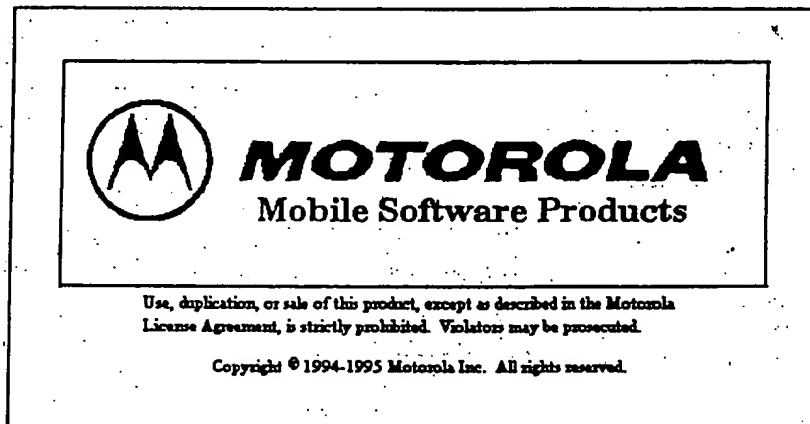 MOTOROLA
Mobile Software Products
Use, duplication, or sale of this product, except as described in the Motorola
License Agreement, is strictly prohibited. Violators may be prosecuted.
Copyright © 1994-1995 Motorola Inc. All rights reserved.